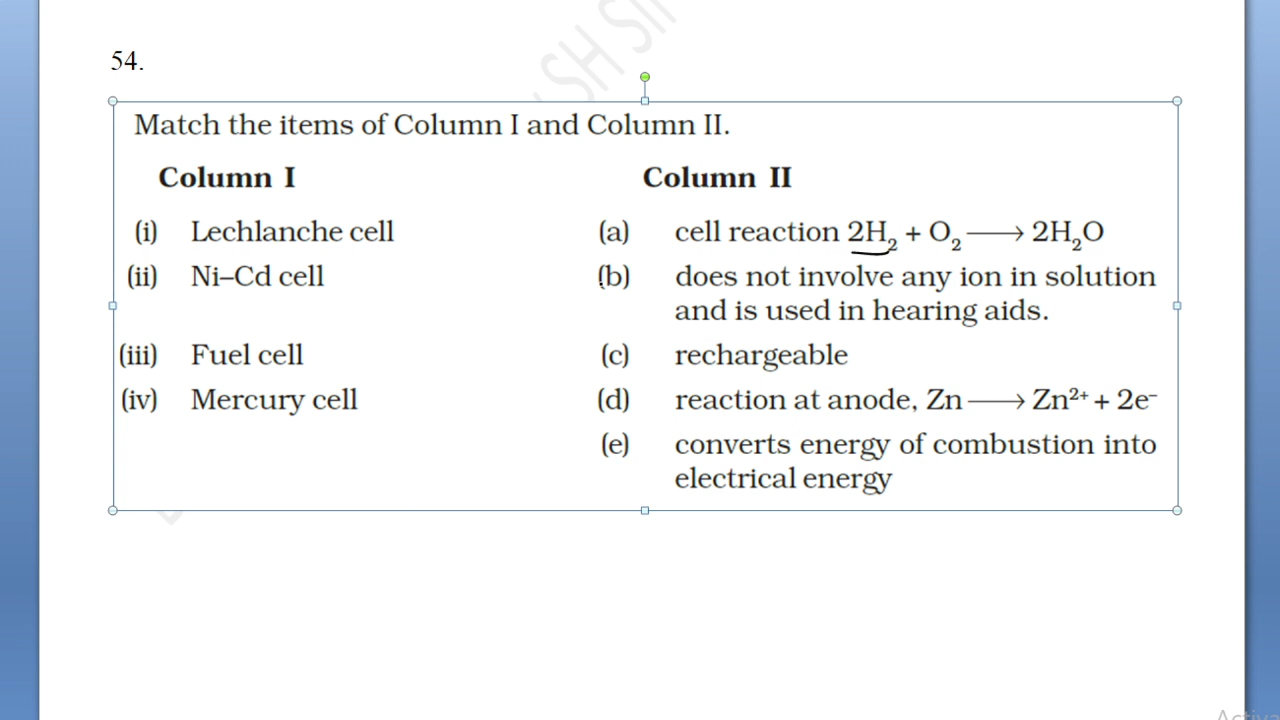 54.
Match the items of Column I and Column II.
Column I Column II
(i) Lechlanche cell (a) cell reaction 2H₂ + O₂ ⟶ 2H₂O
(ii) Ni–Cd cell (b) does not involve any ion in solution
and is used in hearing aids.
(iii) Fuel cell (c) rechargeable
(iv) Mercury cell (d) reaction at anode, Zn ⟶ Zn²⁺ + 2e⁻
(e) converts energy of combustion into
electrical energy